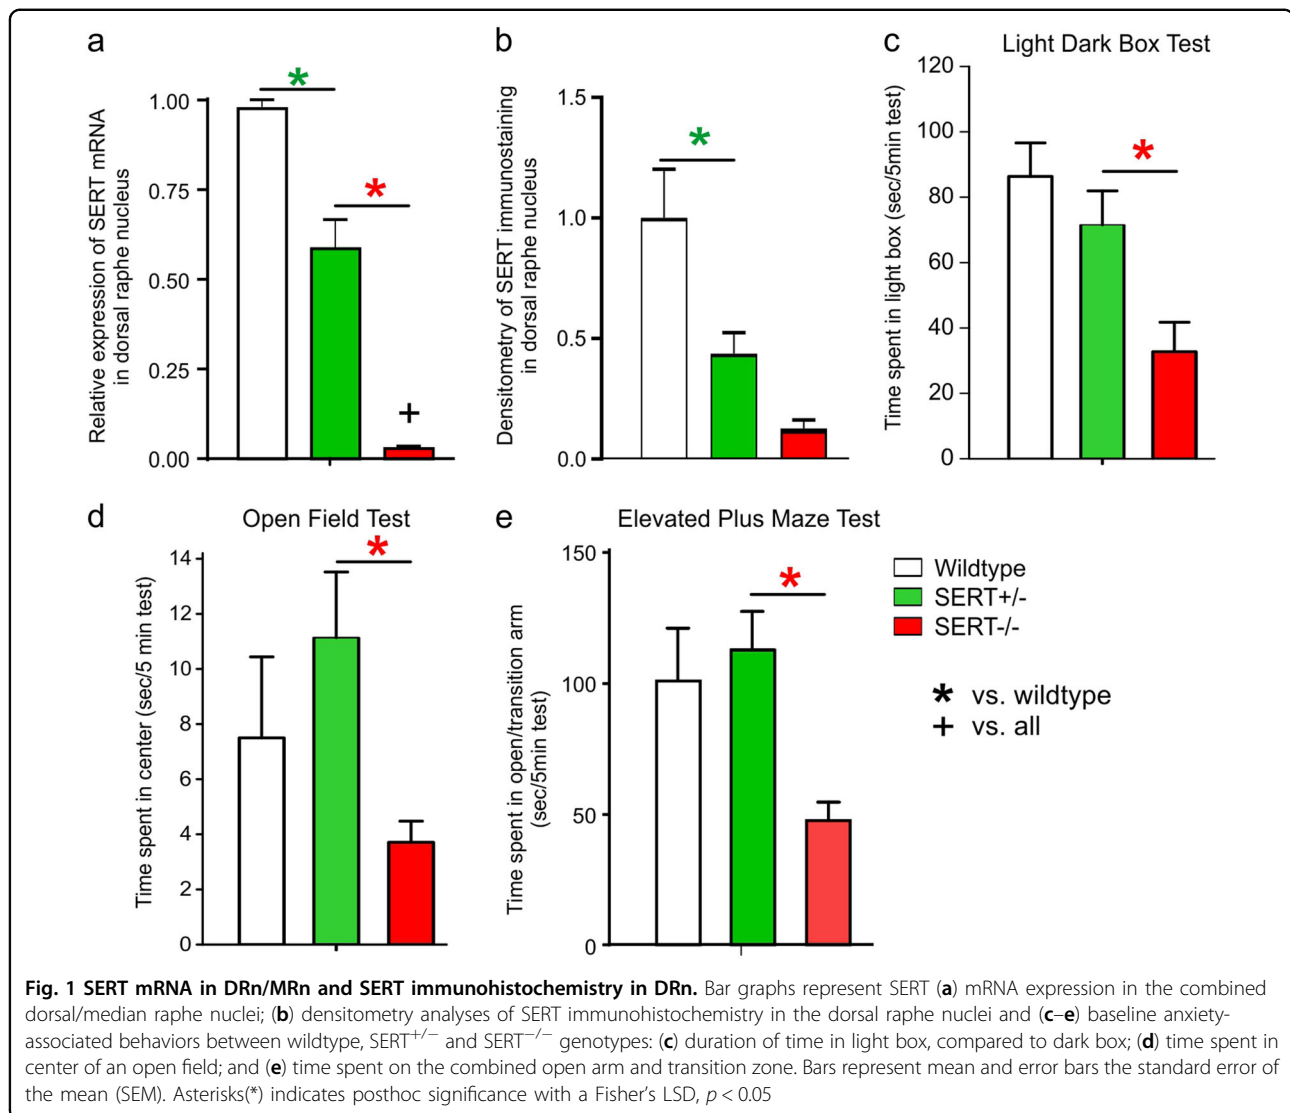 a
*
*
+
Relative expression of SERT mRNA
in dorsal raphe nucleus
1.00
0.75
0.50
0.25
0.00
b
*
Densitometry of SERT immunostaining
in dorsal raphe nucleus
1.5
1.0
0.5
0.0
c
Light Dark Box Test
*
Time spent in light box (sec/5min test)
120
100
80
60
40
20
0
d
Open Field Test
*
Time spent in center (sec/5 min test)
14
12
10
8
6
4
2
0
e
Elevated Plus Maze Test
*
Time spent in open/transition arm
(sec/5min test)
150
100
50
0
Wildtype
SERT+/-
SERT-/-
* vs. wildtype
+ vs. all
Fig. 1 SERT mRNA in DRn/MRn and SERT immunohistochemistry in DRn. Bar graphs represent SERT (a) mRNA expression in the combined
dorsal/median raphe nuclei; (b) densitometry analyses of SERT immunohistochemistry in the dorsal raphe nuclei and (c–e) baseline anxiety-
associated behaviors between wildtype, SERT+/− and SERT−/− genotypes: (c) duration of time in light box, compared to dark box; (d) time spent in
center of an open field; and (e) time spent on the combined open arm and transition zone. Bars represent mean and error bars the standard error of
the mean (SEM). Asterisks(*) indicates posthoc significance with a Fisher's LSD, p < 0.05